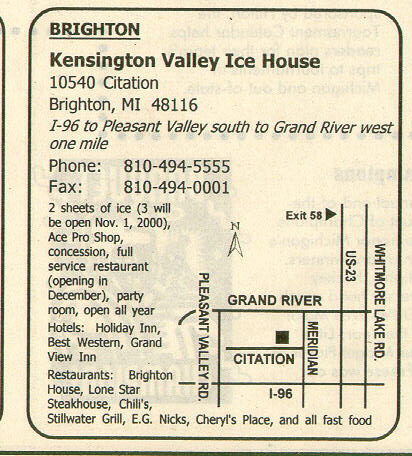 BRIGHTON
Kensington Valley Ice House
10540 Citation
Brighton, MI 48116
I-96 to Pleasant Valley south to Grand River west
one mile
Phone: 810-494-5555
Fax: 810-494-0001
2 sheets of ice (3 will
be open Nov. 1, 2000),
Ace Pro Shop,
concession, full
service restaurant
(opening in
December), party
room, open all year
Hotels: Holiday Inn,
Best Western, Grand
View Inn
Restaurants: Brighton
House, Lone Star
Steakhouse, Chili's,
Stillwater Grill, E.G. Nicks, Cheryl's Place, and all fast food
Exit 58
N
US-23
WHITMORE LAKE RD.
PLEASANT VALLEY RD.
GRAND RIVER
MERIDIAN
CITATION
I-96